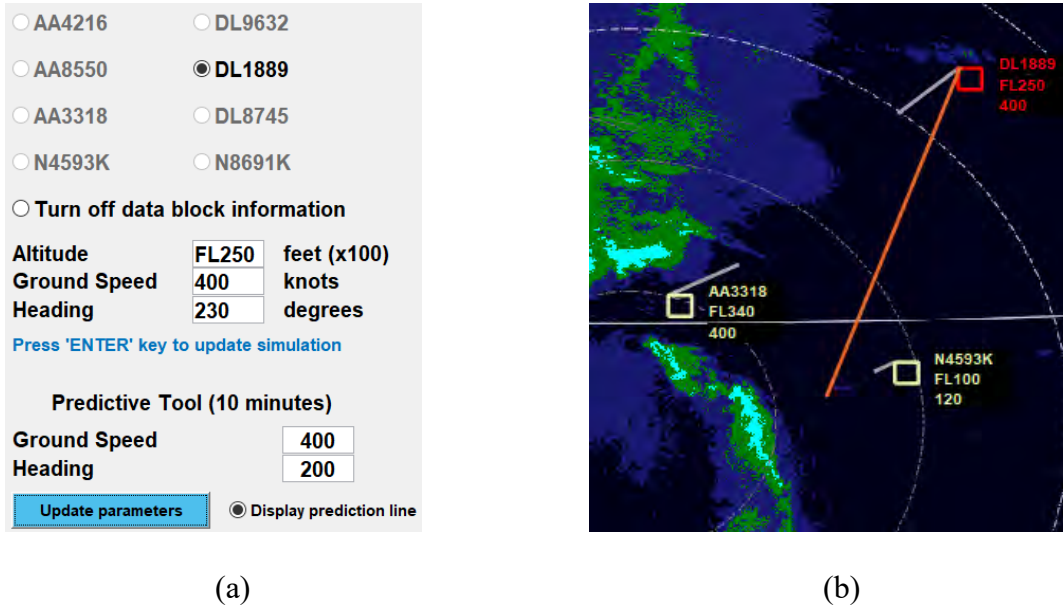 AA4216 DL9632
AA8550 DL1889
AA3318 DL8745
N4593K N8691K
Turn off data block information
Altitude FL250 feet (x100)
Ground Speed 400 knots
Heading 230 degrees
Press 'ENTER' key to update simulation
Predictive Tool (10 minutes)
Ground Speed 400
Heading 200
Update parameters Display prediction line
(a)
DL1889
FL250
400
AA3318
FL340
400
N4593K
FL100
120
(b)